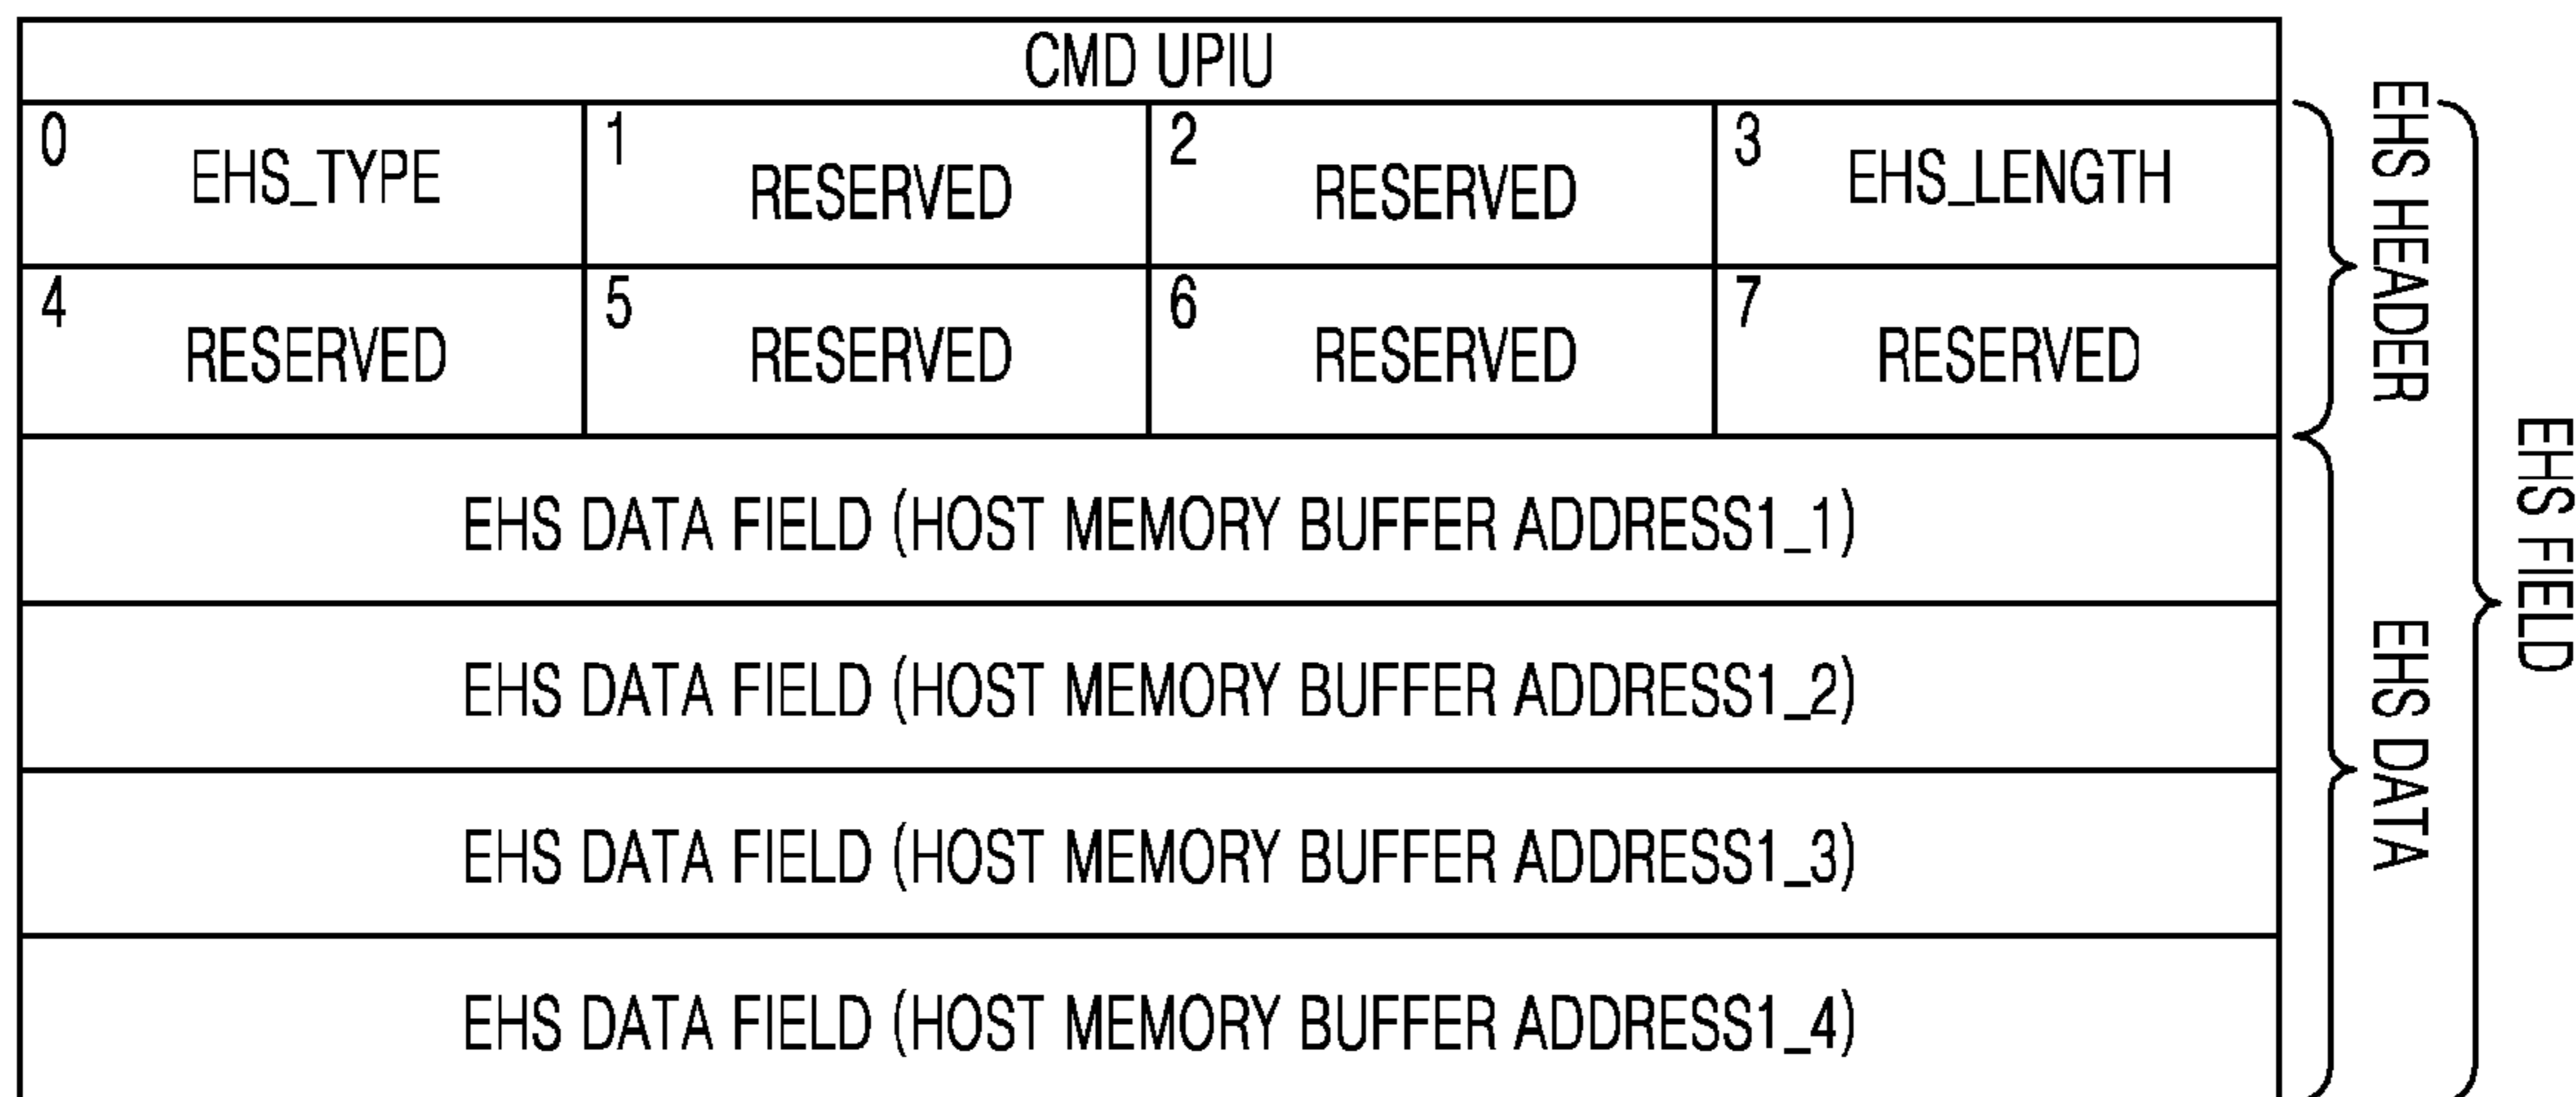 CMD UPIU
0 EHS_TYPE 1 RESERVED 2 RESERVED 3 EHS_LENGTH
4 RESERVED 5 RESERVED 6 RESERVED 7 RESERVED
EHS DATA FIELD (HOST MEMORY BUFFER ADDRESS1_1)
EHS DATA FIELD (HOST MEMORY BUFFER ADDRESS1_2)
EHS DATA FIELD (HOST MEMORY BUFFER ADDRESS1_3)
EHS DATA FIELD (HOST MEMORY BUFFER ADDRESS1_4)
EHS HEADER
EHS DATA
EHS FIELD